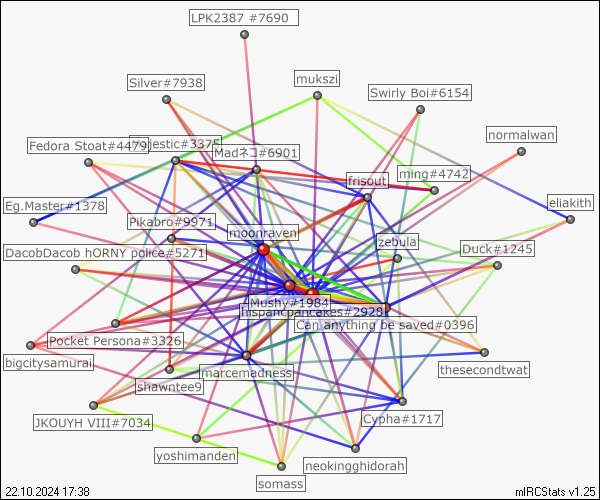 LPK2387 #7690
Silver#7938
mukszi
Swirly Boi#6154
normalwan
Fedora Stoat#4479
ajestic#3375
Madネコ#6901
frisout
ming#4742
Eg.Master#1378
Pikabro#9971
moonraven
zebula
eliakith
DacobDacob hORNY police#5271
Duck#1245
Mushy#1984
hispancpancakes#2928
Can anything be saved#0396
Pocket Persona#3326
bigcitysamurai
marcemadness
thesecondtwat
shawntee9
JKOUYH VIII#7034
Cypha#1717
yoshimanden
neokingghidorah
somass
22.10.2024 17:38
mIRCStats v1.25